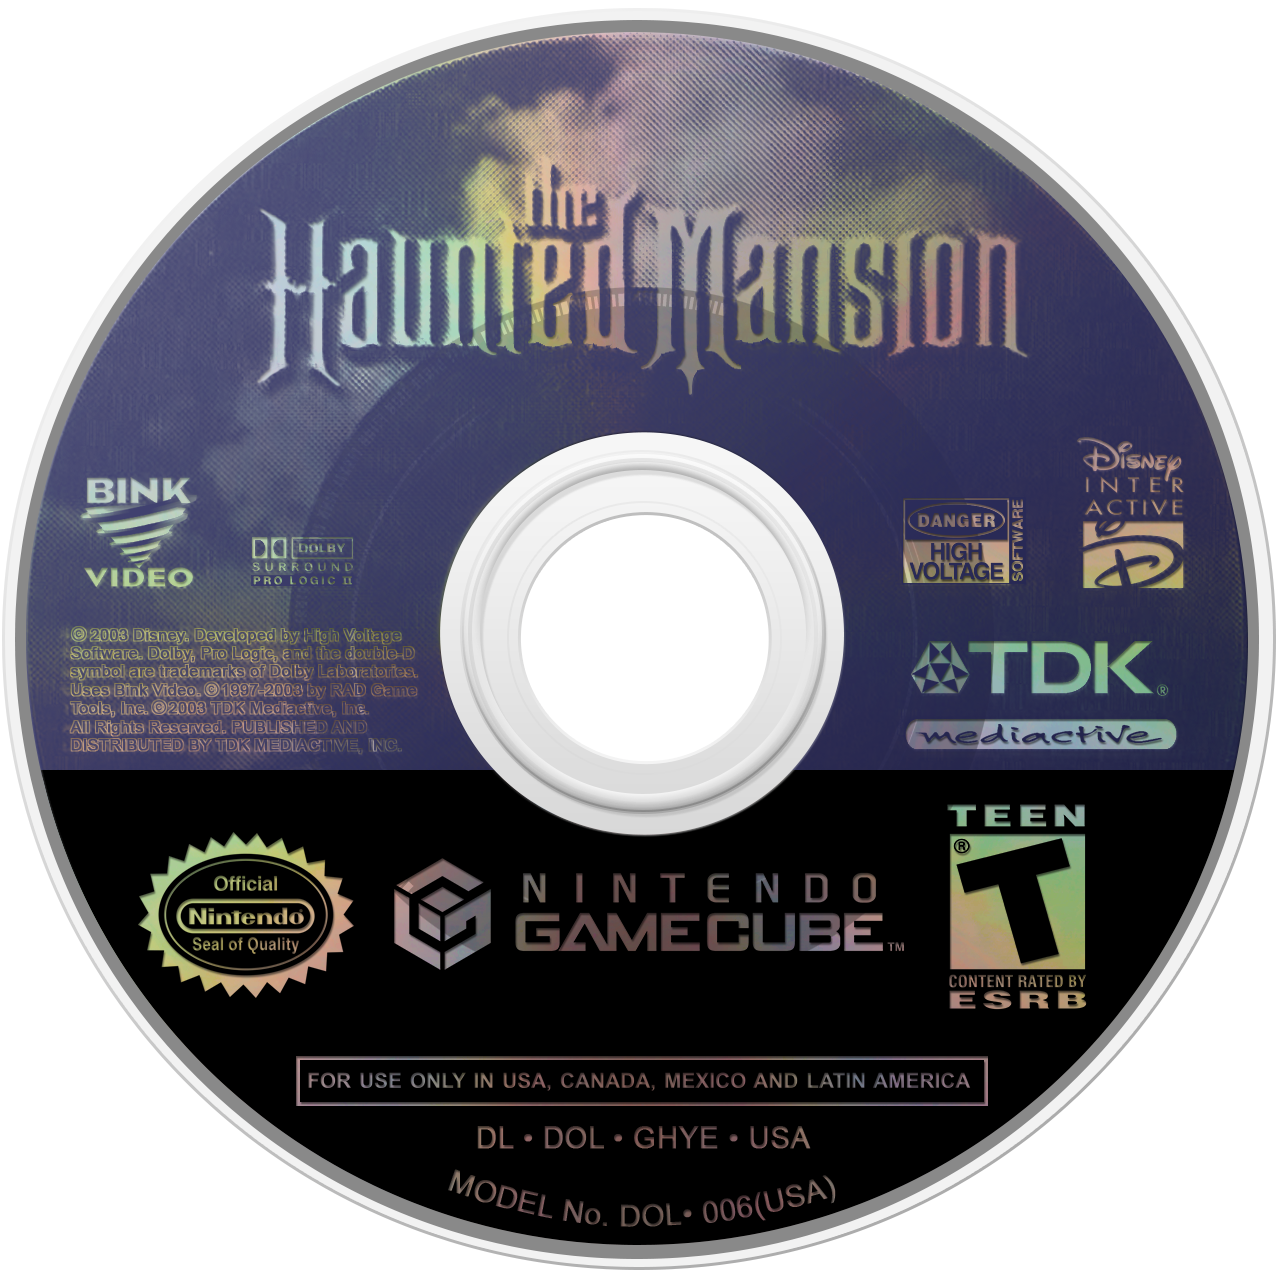 the
Haunted Mansion
BINK
VIDEO
DOLBY
SURROUND
PRO LOGIC II
DANGER
HIGH
VOLTAGE
SOFTWARE
Disney
INTER
ACTIVE
D
© 2003 Disney. Developed by High Voltage
Software. Dolby, Pro Logic, and the double-D
symbol are trademarks of Dolby Laboratories.
Uses Bink Video. © 1997-2003 by RAD Game
Tools, Inc. © 2003 TDK Mediactive, Inc.
All Rights Reserved. PUBLISHED AND
DISTRIBUTED BY TDK MEDIACTIVE, INC.
TDK®
mediactive
Official
Nintendo®
Seal of Quality
NINTENDO
GAMECUBE™
TEEN
T®
CONTENT RATED BY
ESRB
FOR USE ONLY IN USA, CANADA, MEXICO AND LATIN AMERICA
DL • DOL • GHYE • USA
MODEL No. DOL• 006(USA)